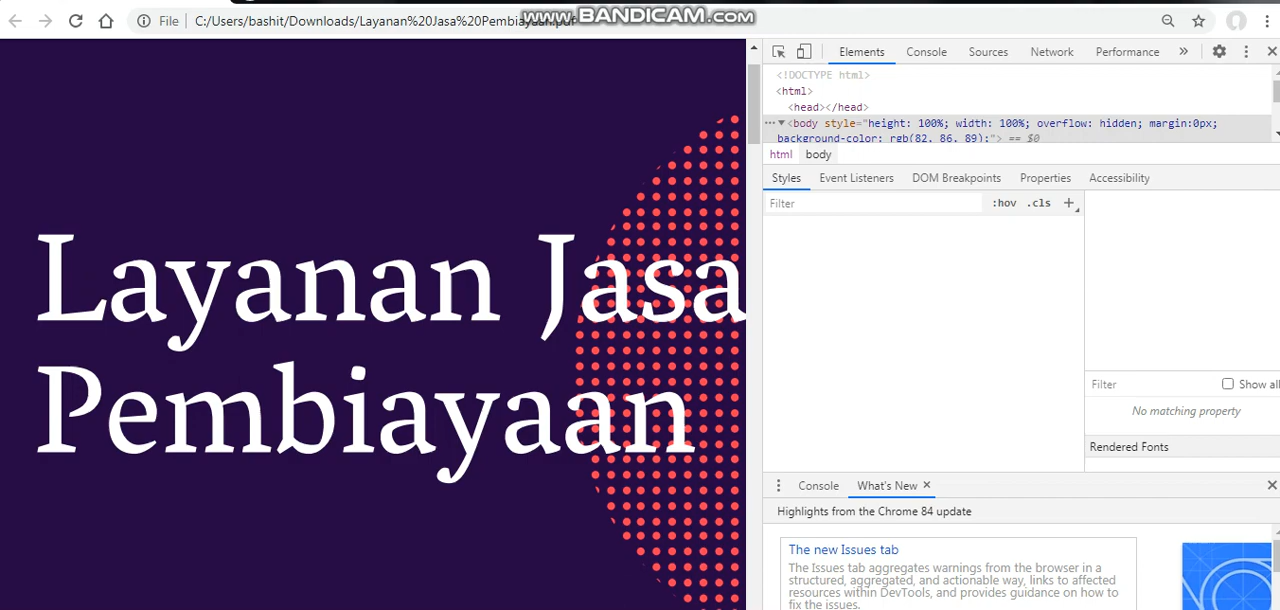 File
C:/Users/bashit/Downloads/Layanan%20Jasa%20Pembiayaan.pdf
www.BANDICAM.com
Elements Console Sources Network Performance »
<!DOCTYPE html>
<html>
<head></head>
···▼<body style="height: 100%; width: 100%; overflow: hidden; margin:0px;
background-color: rgb(82, 86, 89);"> == $0
html body
Styles Event Listeners DOM Breakpoints Properties Accessibility
Filter :hov .cls +
Layanan Jasa
Pembiayaan
Filter Show all
No matching property
Rendered Fonts
Console What's New ×
Highlights from the Chrome 84 update
The new Issues tab
The Issues tab aggregates warnings from the browser in a
structured, aggregated, and actionable way, links to affected
resources within DevTools, and provides guidance on how to
fix the issues.